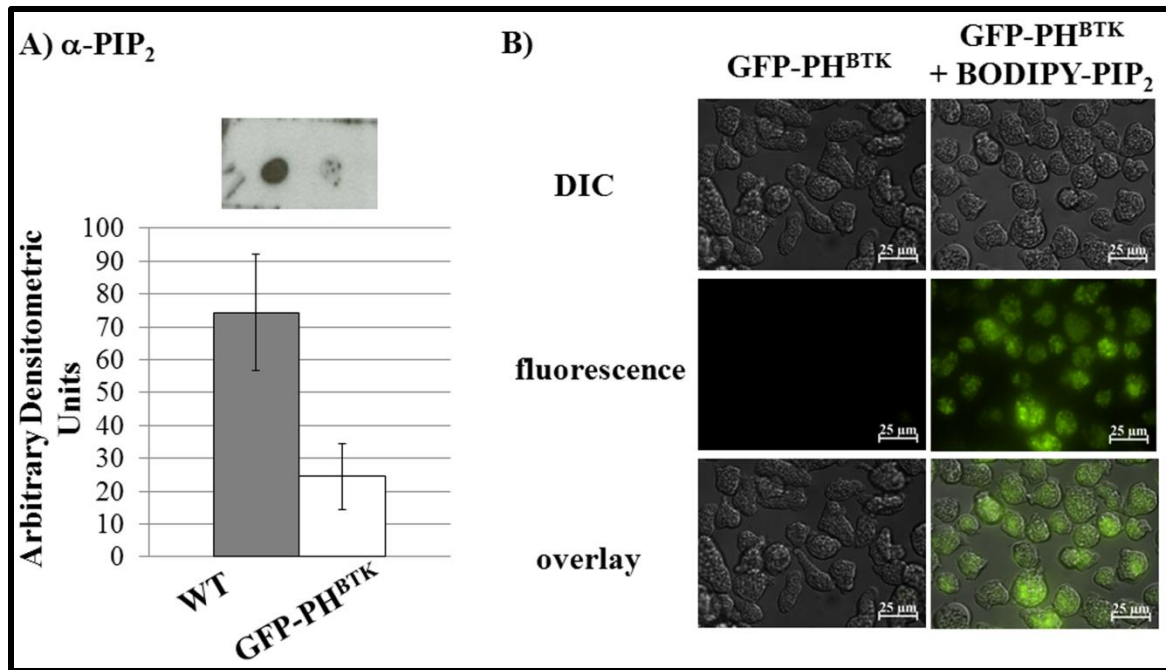 A) α-PIP₂
100
90
80
70
60
50
40
30
20
10
0
Arbitrary Densitometric
Units
WT
GFP-PHᴮᵀᴷ
B)
GFP-PHᴮᵀᴷ
GFP-PHᴮᵀᴷ
+ BODIPY-PIP₂
DIC
25 µm
25 µm
fluorescence
25 µm
25 µm
overlay
25 µm
25 µm